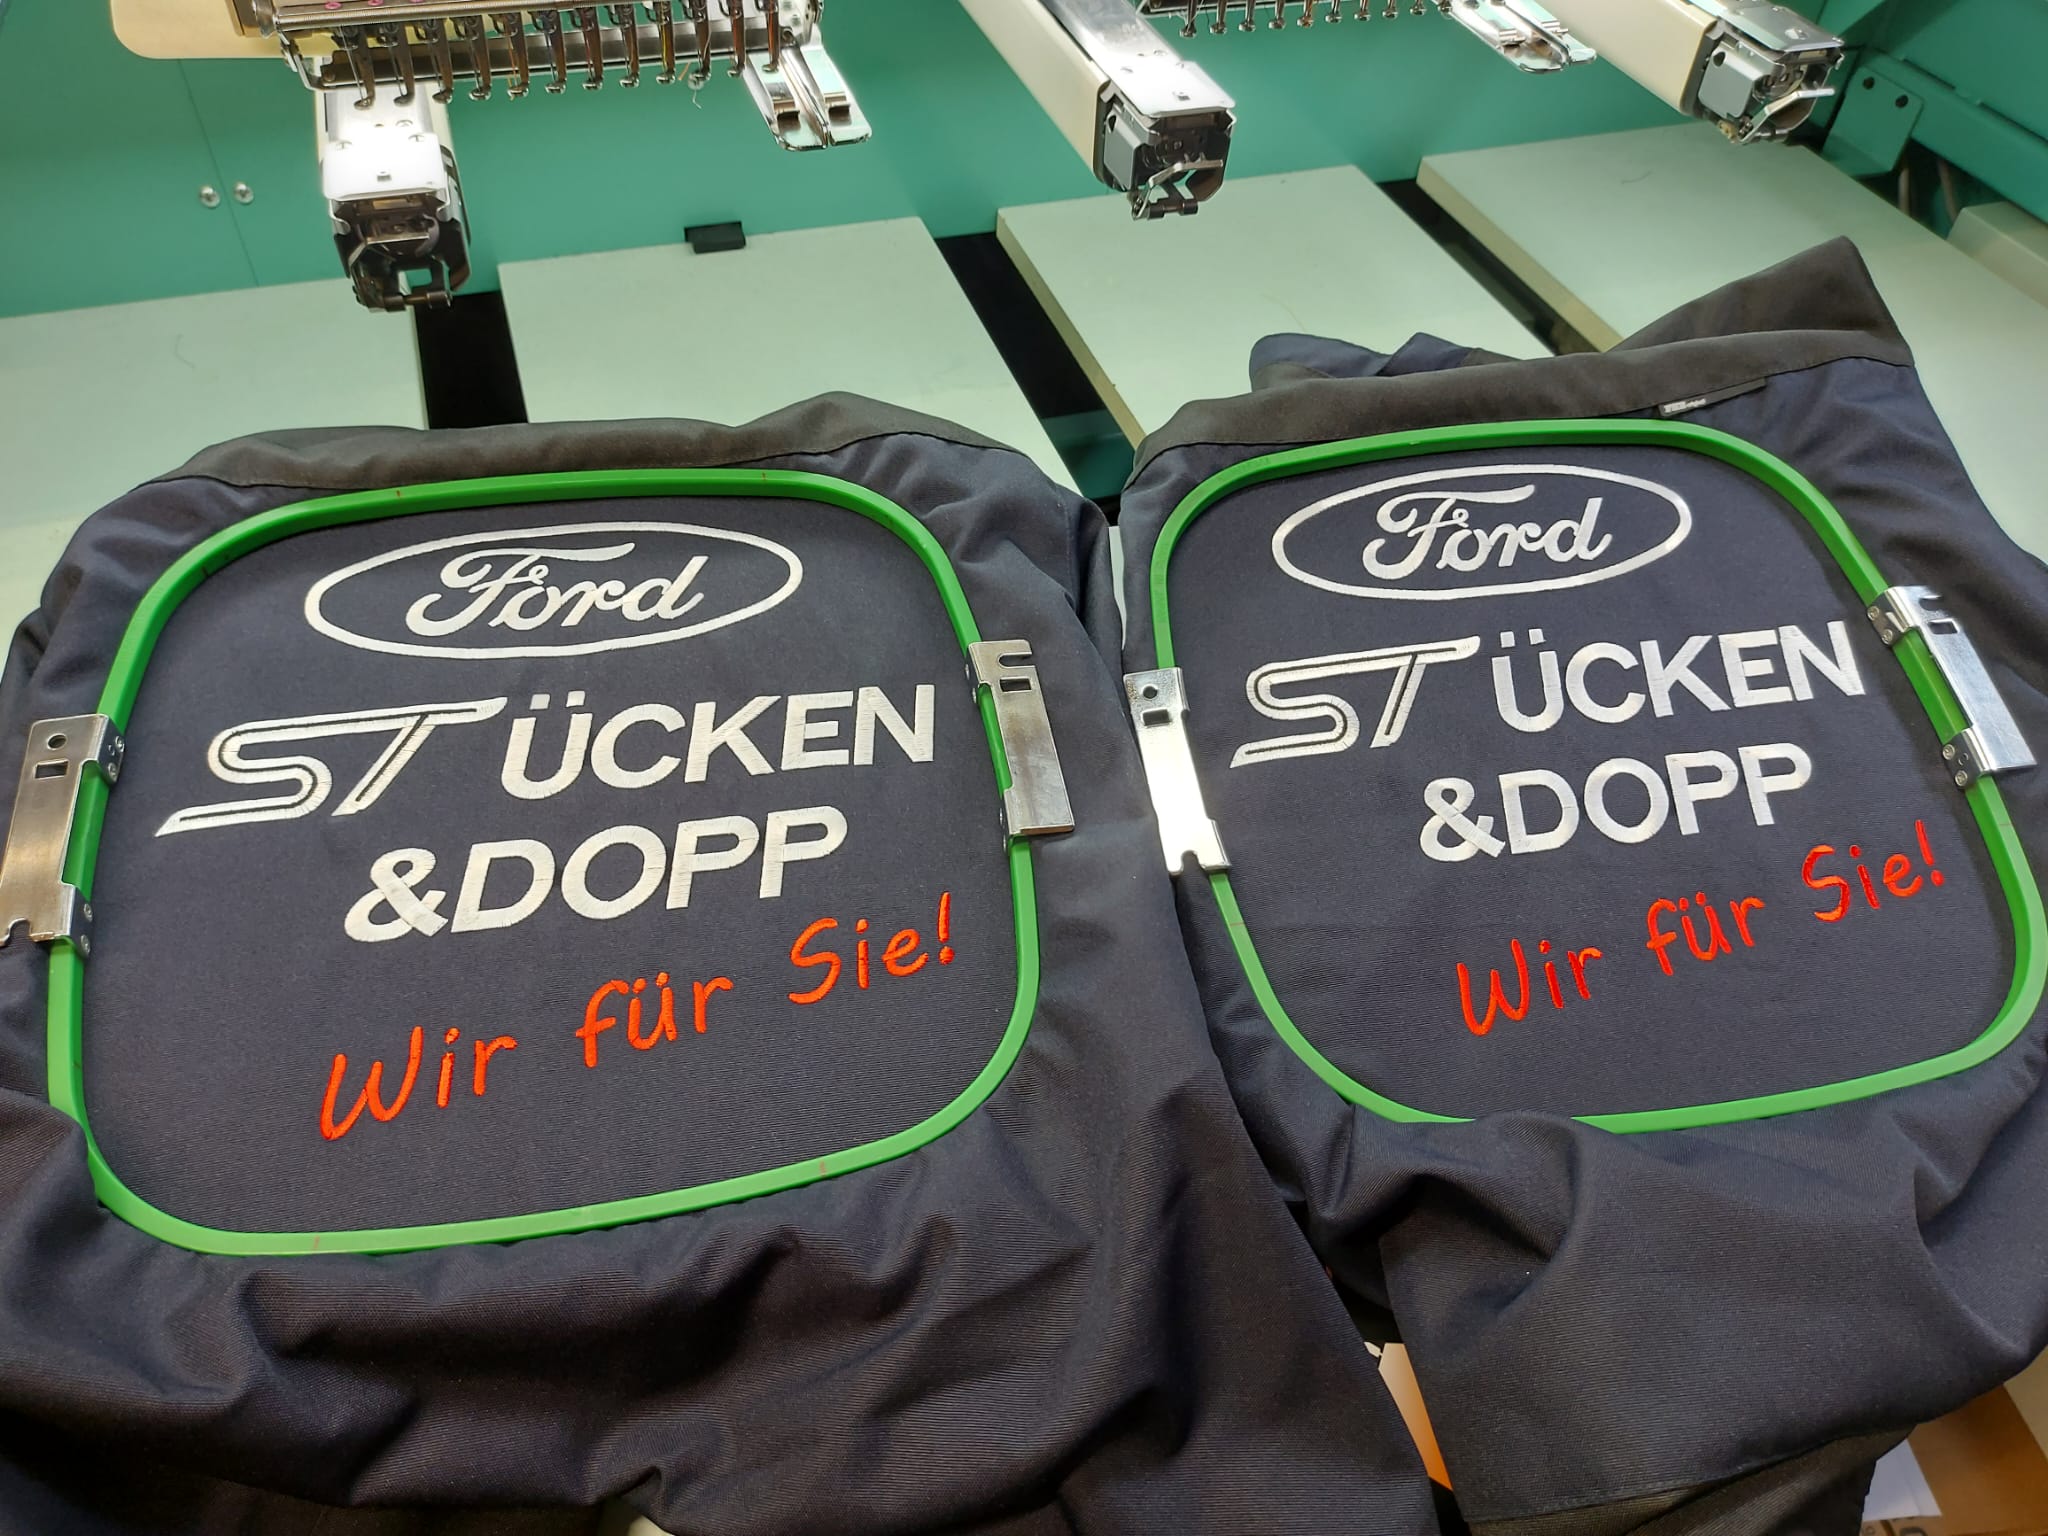 Ford
STÜCKEN
&DOPP
Wir für Sie!
Ford
STÜCKEN
&DOPP
Wir für Sie!